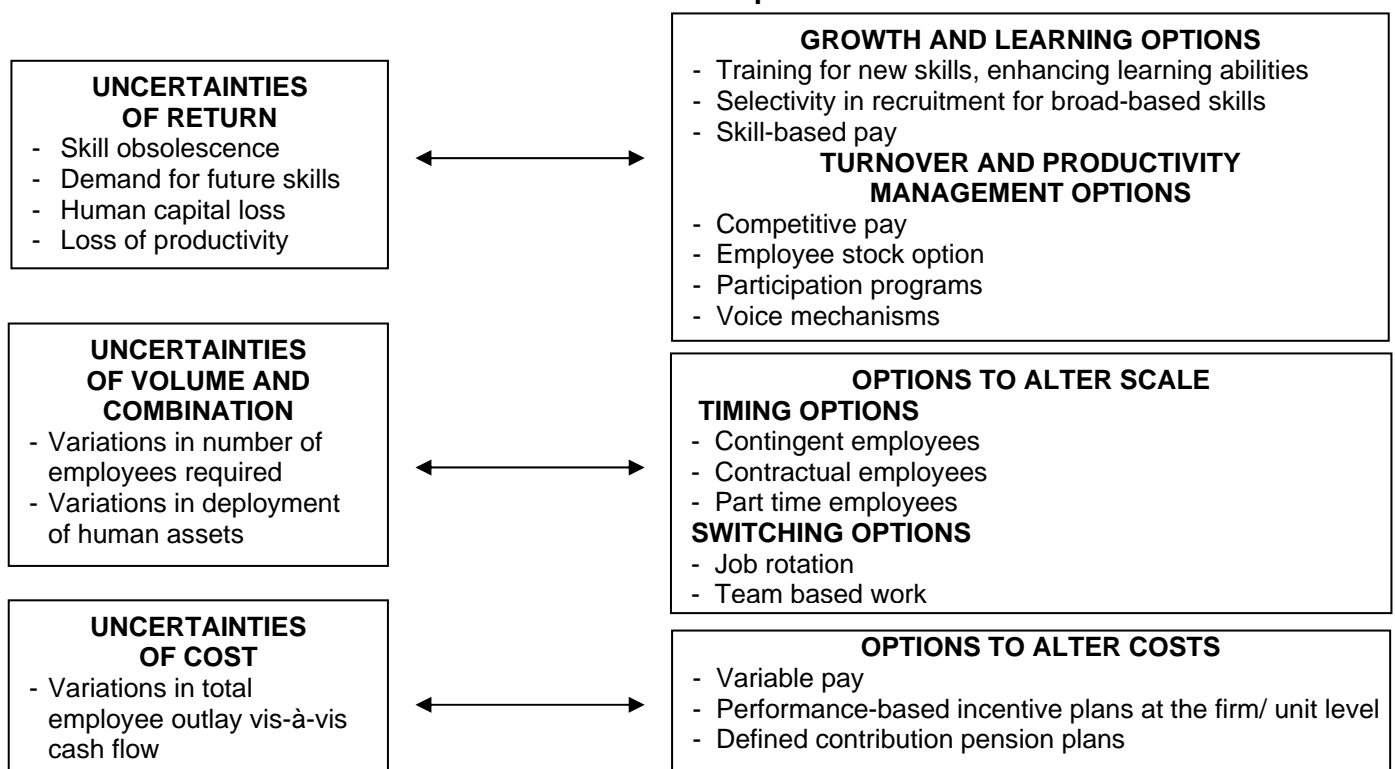 UNCERTAINTIES
OF RETURN
- Skill obsolescence
- Demand for future skills
- Human capital loss
- Loss of productivity
GROWTH AND LEARNING OPTIONS
- Training for new skills, enhancing learning abilities
- Selectivity in recruitment for broad-based skills
- Skill-based pay
TURNOVER AND PRODUCTIVITY
MANAGEMENT OPTIONS
- Competitive pay
- Employee stock option
- Participation programs
- Voice mechanisms
UNCERTAINTIES
OF VOLUME AND
COMBINATION
- Variations in number of
employees required
- Variations in deployment
of human assets
OPTIONS TO ALTER SCALE
TIMING OPTIONS
- Contingent employees
- Contractual employees
- Part time employees
SWITCHING OPTIONS
- Job rotation
- Team based work
UNCERTAINTIES
OF COST
- Variations in total
employee outlay vis-à-vis
cash flow
OPTIONS TO ALTER COSTS
- Variable pay
- Performance-based incentive plans at the firm/ unit level
- Defined contribution pension plans